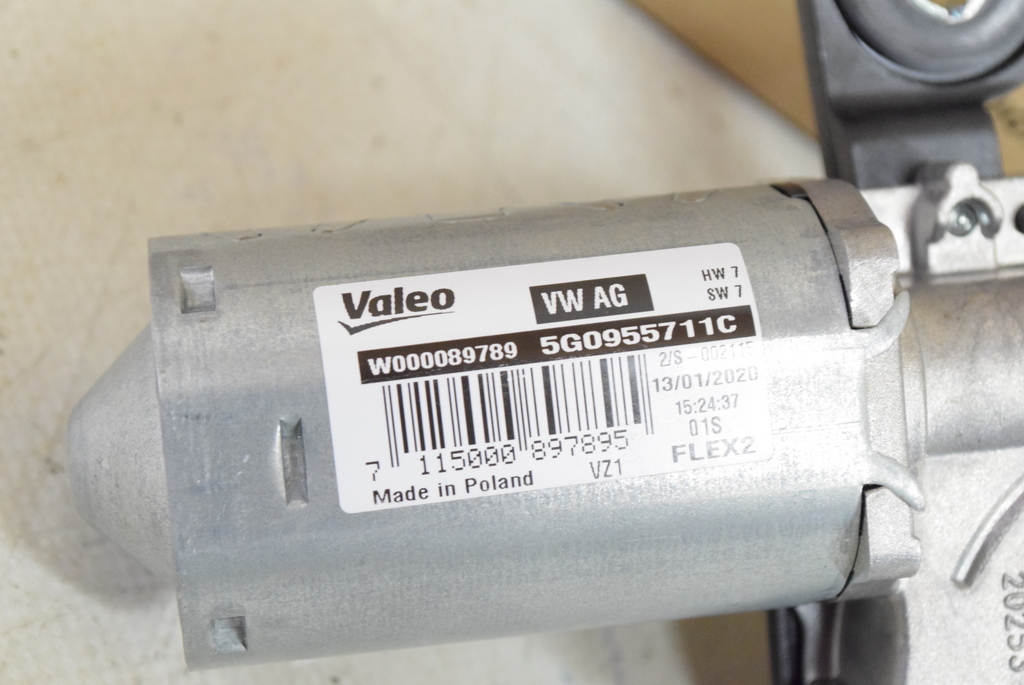 Valeo
VW AG
HW 7
SW 7
W000089789 5G0955711C
2/S-002115
13/01/2020
15:24:37
01S
FLEX2
7 115000 897895
VZ1
Made in Poland
20253